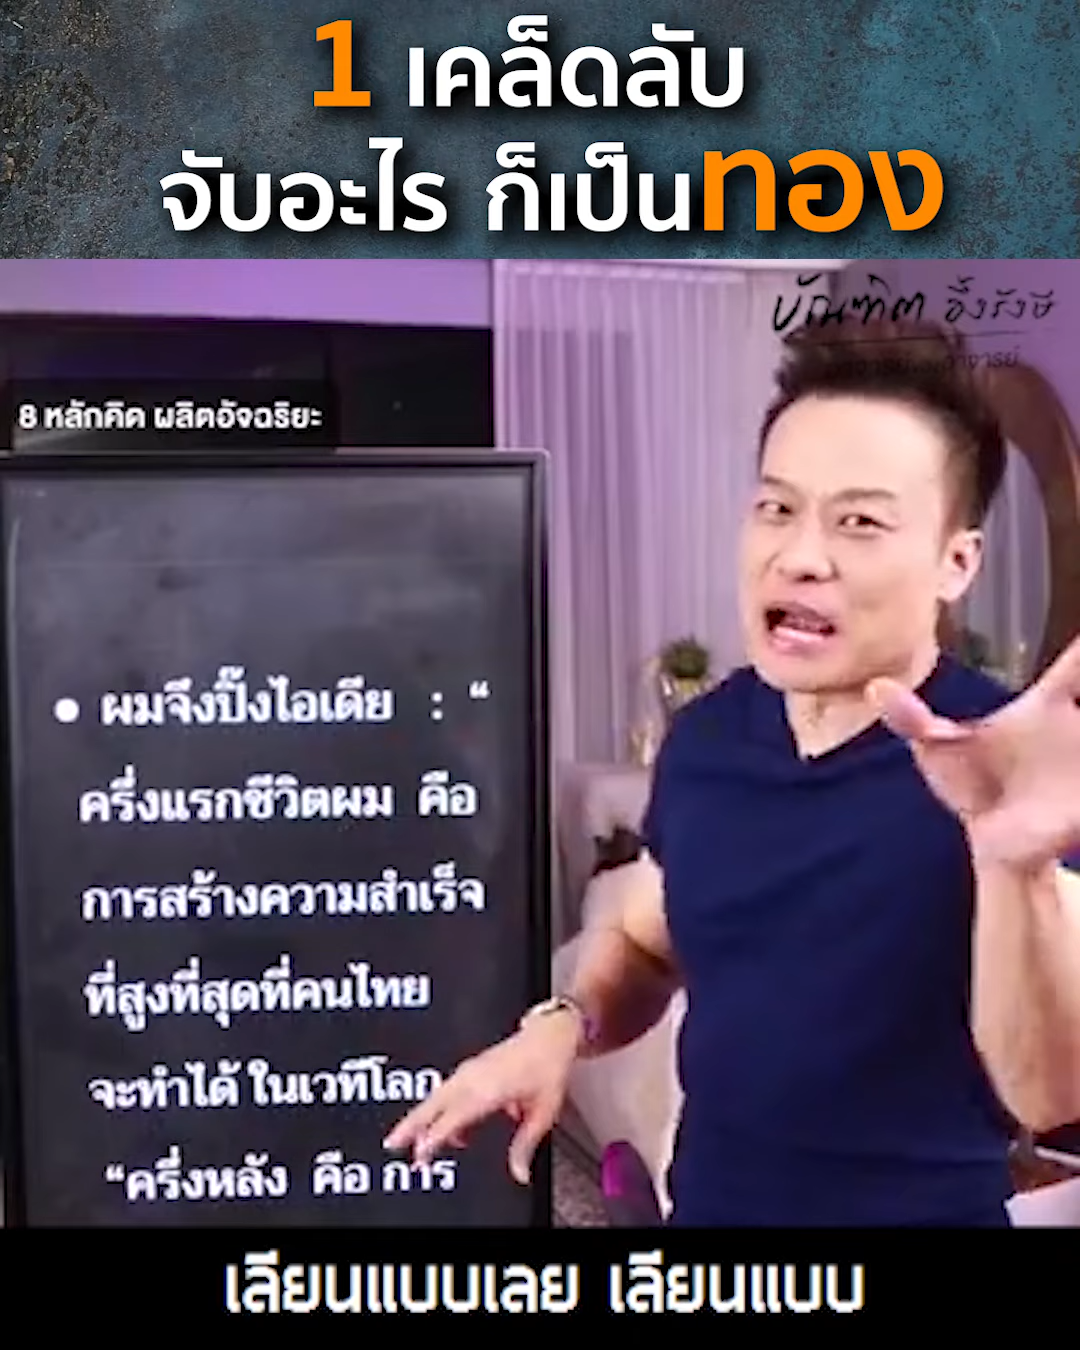 1 เคล็ดลับ
จับอะไร ก็เป็นทอง
บัณฑิต อึ้งรังษี
8 หลักคิด ผลิตอัจฉริยะ
• ผมจึงปิ๊งไอเดีย : “
ครึ่งแรกชีวิตผม คือ
การสร้างความสำเร็จ
ที่สูงที่สุดที่คนไทย
จะทำได้ ในเวทีโลก
“ครึ่งหลัง คือ การ
เลียนแบบเลย เลียนแบบ